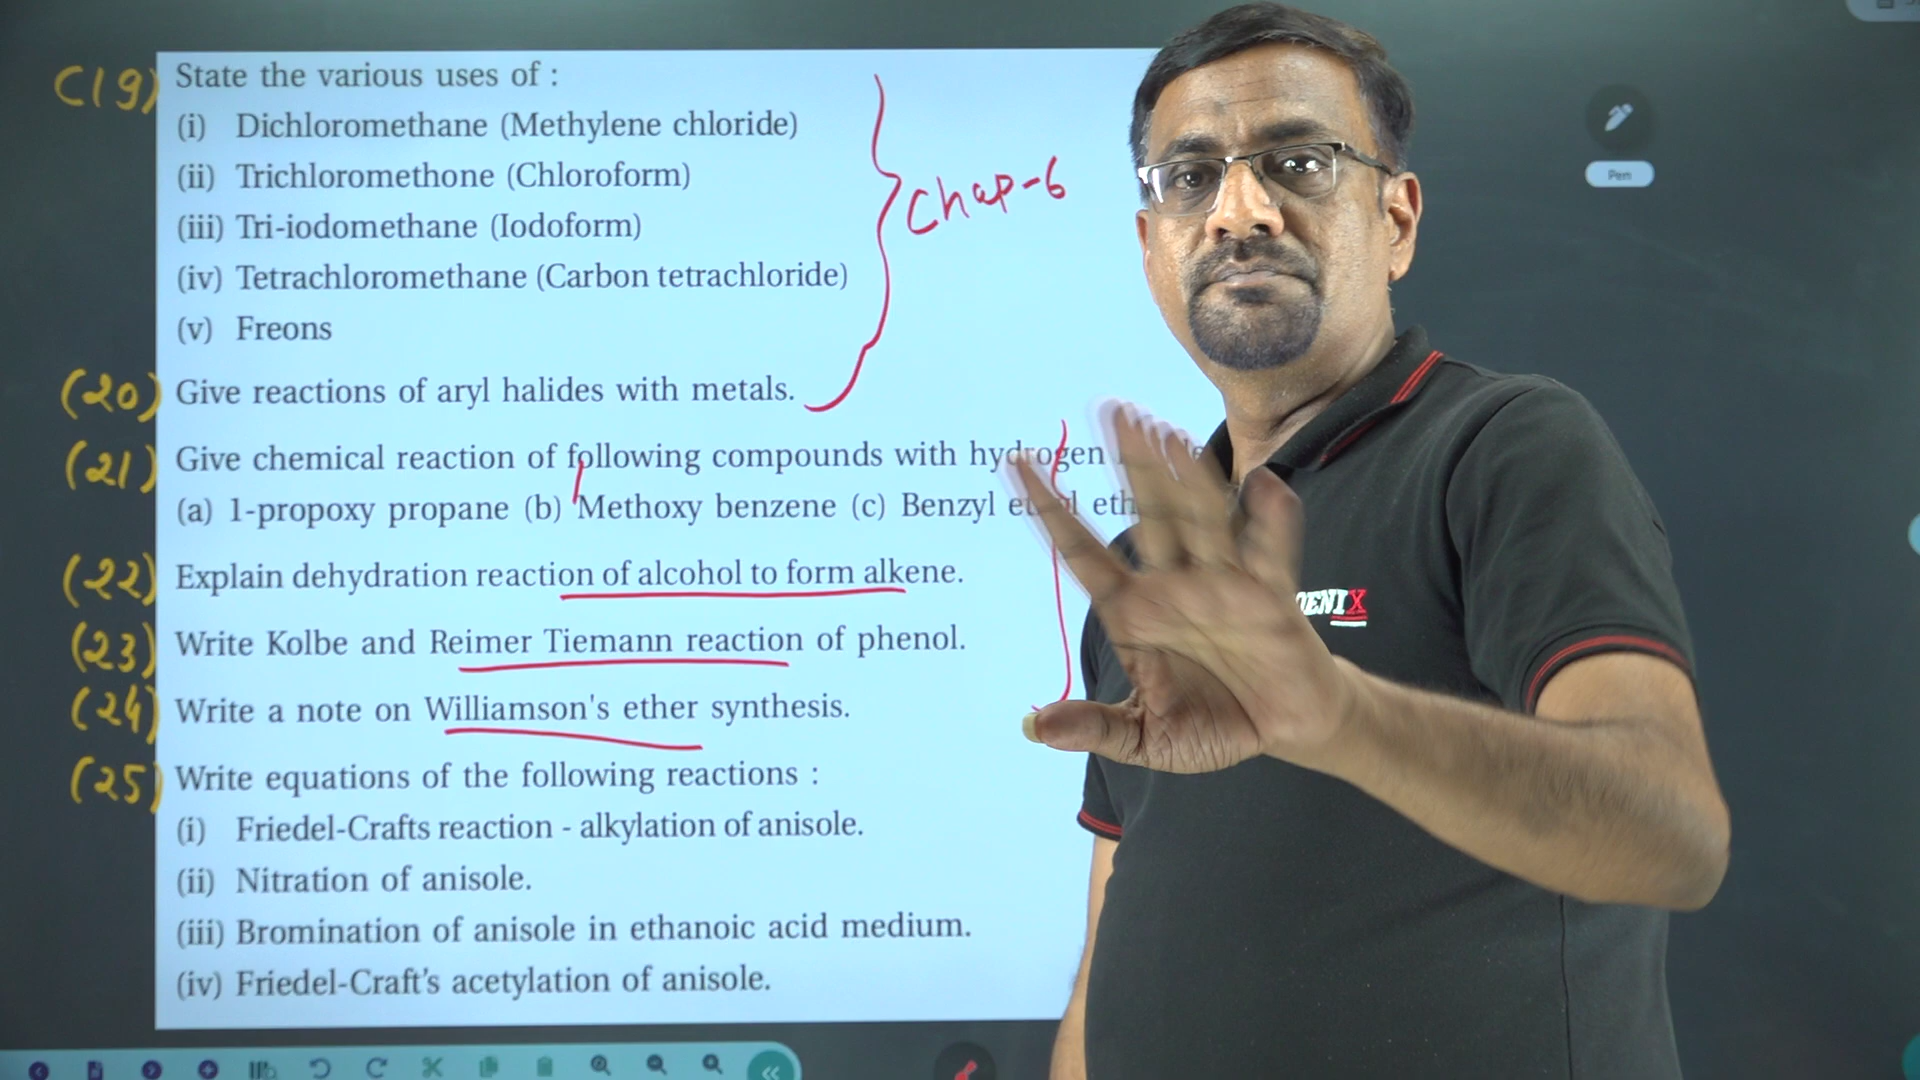 (19) State the various uses of :
(i) Dichloromethane (Methylene chloride)
(ii) Trichloromethone (Chloroform)
(iii) Tri-iodomethane (Iodoform)
(iv) Tetrachloromethane (Carbon tetrachloride)
(v) Freons
Chap-6
(20) Give reactions of aryl halides with metals.
(21) Give chemical reaction of following compounds with hydrogen
(a) 1-propoxy propane (b) Methoxy benzene (c) Benzyl
(22) Explain dehydration reaction of alcohol to form alkene.
(23) Write Kolbe and Reimer Tiemann reaction of phenol.
(24) Write a note on Williamson's ether synthesis.
(25) Write equations of the following reactions :
(i) Friedel-Crafts reaction - alkylation of anisole.
(ii) Nitration of anisole.
(iii) Bromination of anisole in ethanoic acid medium.
(iv) Friedel-Craft's acetylation of anisole.
Pen